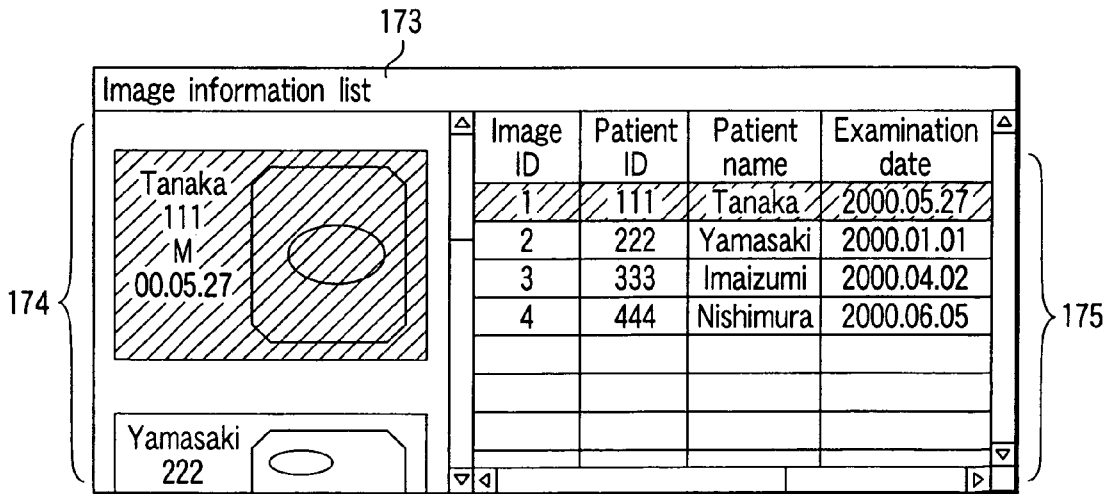 173
Image information list
174
Tanaka
111
M
00.05.27
Yamasaki
222
Image ID Patient ID Patient name Examination date
1 111 Tanaka 2000.05.27
2 222 Yamasaki 2000.01.01
3 333 Imaizumi 2000.04.02
4 444 Nishimura 2000.06.05
175